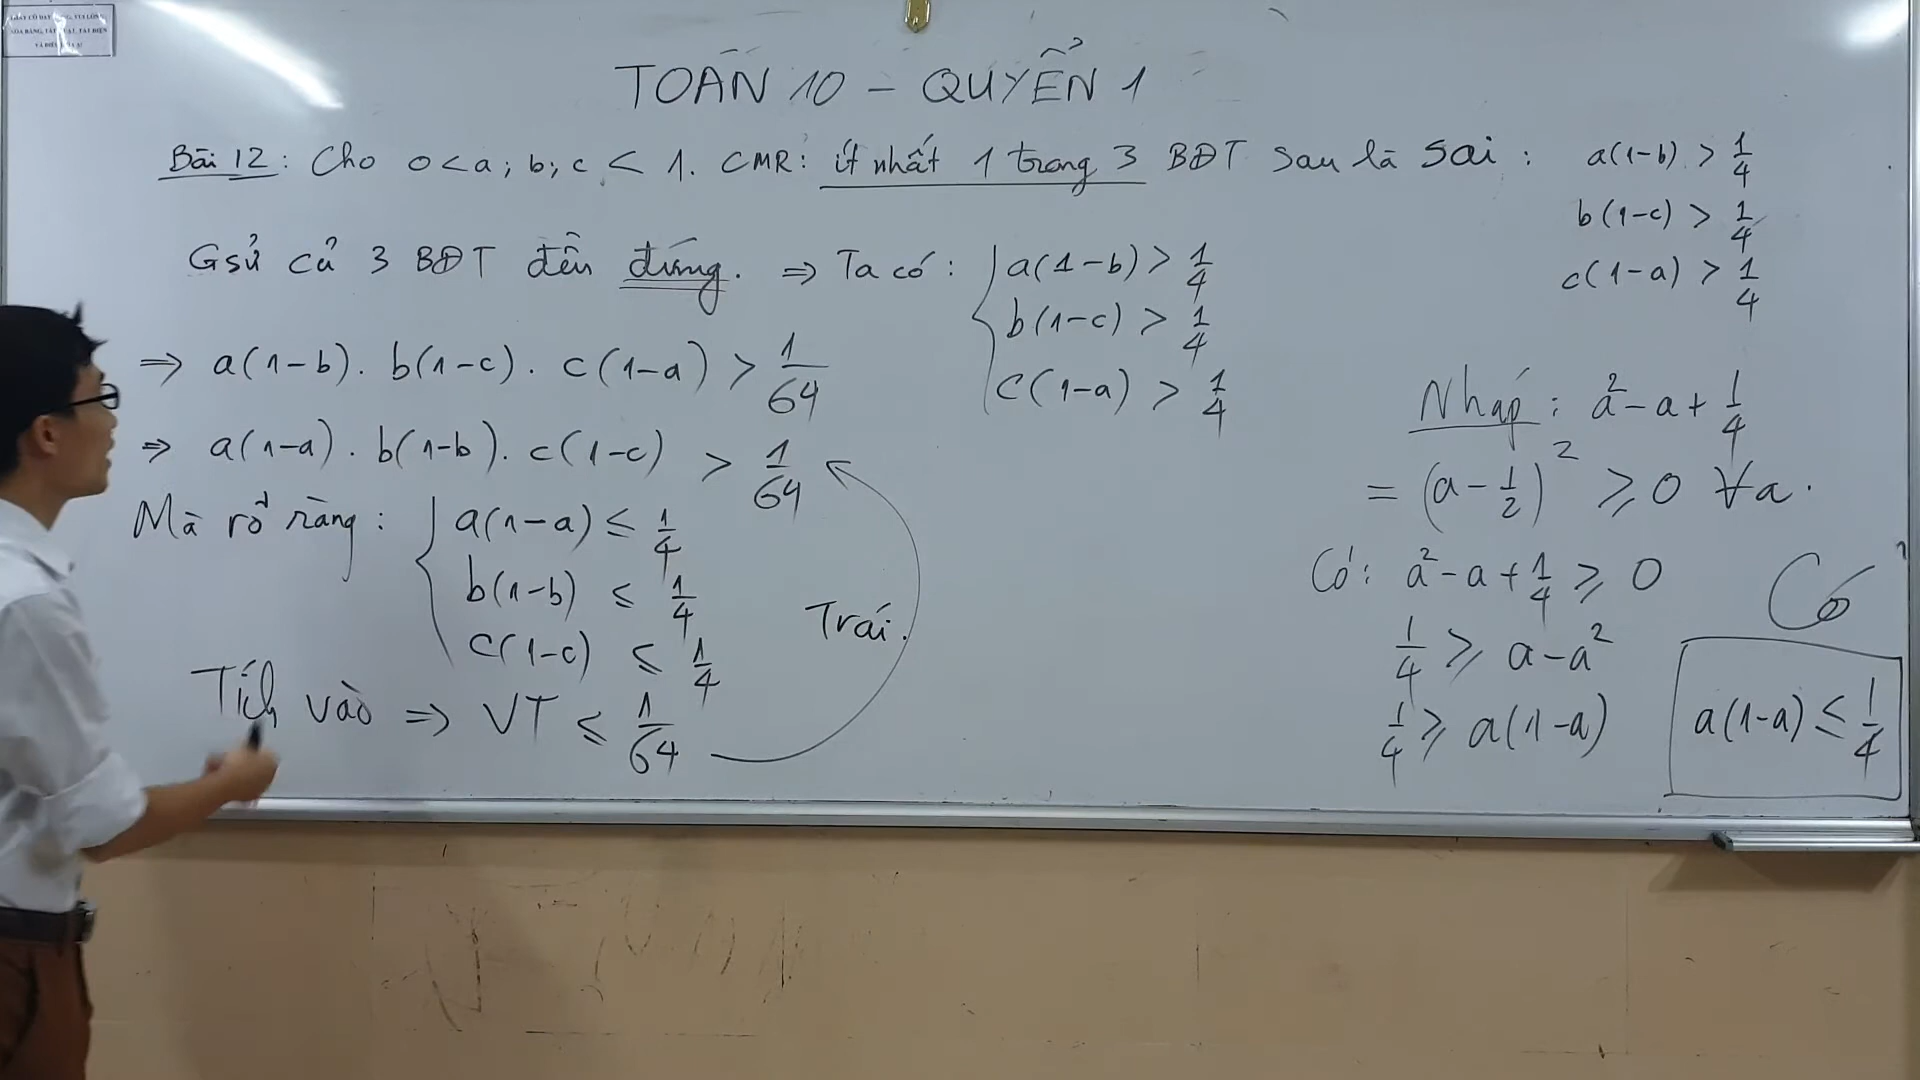 TOÁN 10 – QUYỂN 1
Bài 12: Cho 0 < a; b; c < 1. CMR: ít nhất 1 trong 3 BĐT sau là sai: a(1-b) > 1/4
b(1-c) > 1/4
c(1-a) > 1/4
Gsử cả 3 BĐT đều đúng. => Ta có: { a(1-b) > 1/4
b(1-c) > 1/4
c(1-a) > 1/4
=> a(1-b). b(1-c). c(1-a) > 1/64
=> a(1-a). b(1-b). c(1-c) > 1/64
Mà rõ ràng: { a(1-a) ≤ 1/4
b(1-b) ≤ 1/4
c(1-c) ≤ 1/4
Trái.
Tích vào => VT ≤ 1/64
Nháp: a² - a + 1/4
= (a - 1/2)² ≥ 0 ∀a.
Có: a² - a + 1/4 ≥ 0
1/4 ≥ a - a²
1/4 ≥ a(1-a)
Có
a(1-a) ≤ 1/4